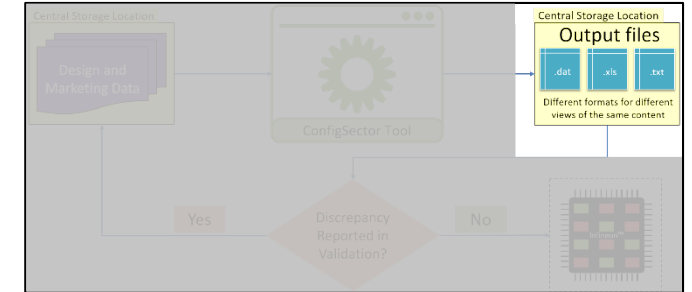 Central Storage Location
Design and
Marketing Data
ConfigSector Tool
Central Storage Location
Output files
.dat .xls .txt
Different formats for different
views of the same content
Yes
Discrepancy
Reported in
Validation?
No